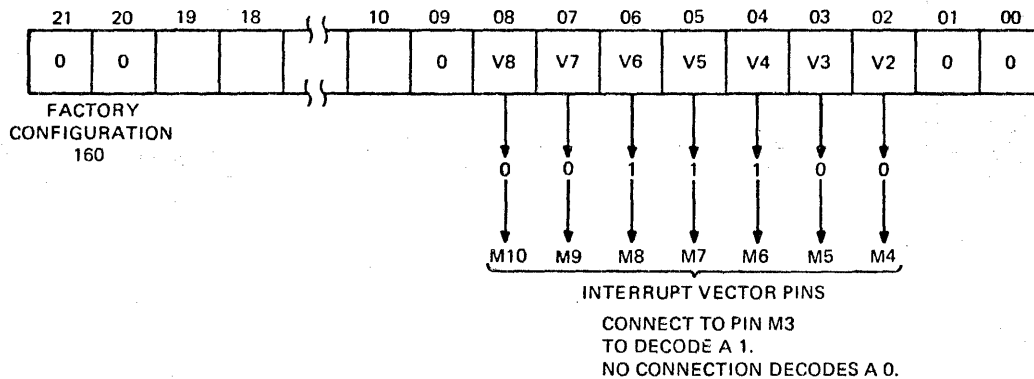 21 20 19 18 10 09 08 07 06 05 04 03 02 01 00
0 0 0 V8 V7 V6 V5 V4 V3 V2 0 0
FACTORY
CONFIGURATION
160
0 0 1 1 1 0 0
M10 M9 M8 M7 M6 M5 M4
INTERRUPT VECTOR PINS
CONNECT TO PIN M3
TO DECODE A 1.
NO CONNECTION DECODES A 0.